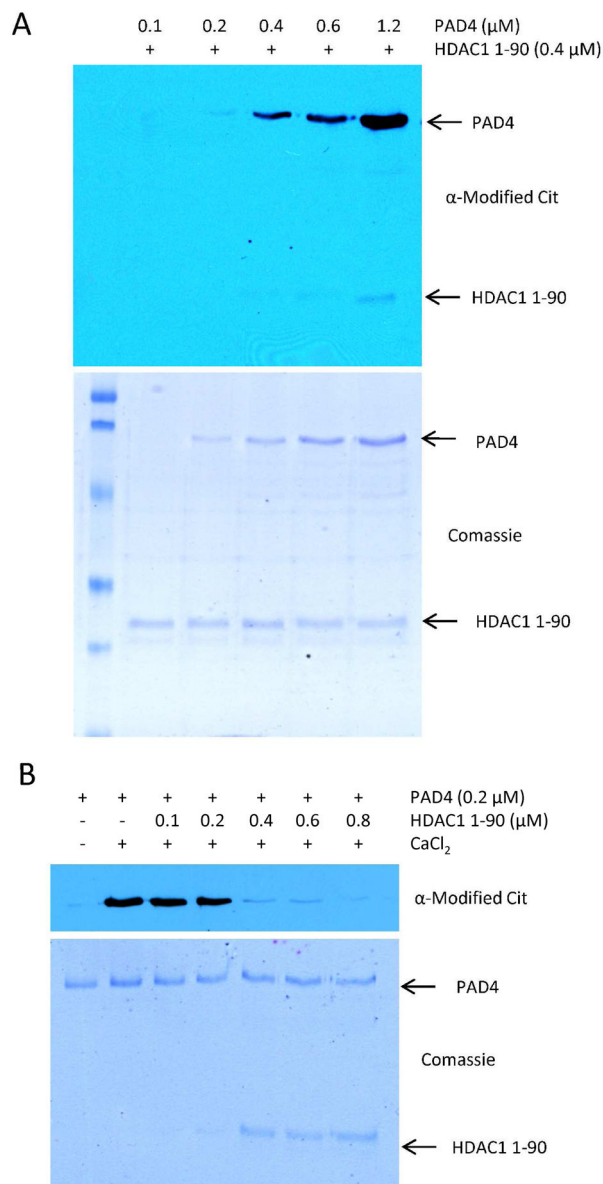 A
0.1 0.2 0.4 0.6 1.2 PAD4 (μM)
+ + + + + HDAC1 1-90 (0.4 μM)
PAD4
α-Modified Cit
HDAC1 1-90
PAD4
Comassie
HDAC1 1-90
B
+ + + + + + + PAD4 (0.2 μM)
- - 0.1 0.2 0.4 0.6 0.8 HDAC1 1-90 (μM)
- + + + + + + CaCl₂
α-Modified Cit
PAD4
Comassie
HDAC1 1-90